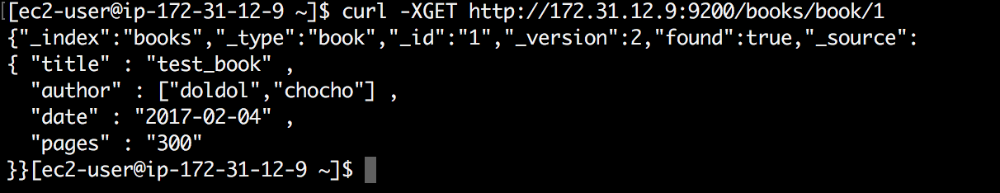 [[ec2-user@ip-172-31-12-9 ~]$ curl -XGET http://172.31.12.9:9200/books/book/1
{"_index":"books","_type":"book","_id":"1","_version":2,"found":true,"_source":
{ "title" : "test_book" ,
  "author" : ["doldol","chocho"] ,
  "date" : "2017-02-04" ,
  "pages" : "300"
}}[ec2-user@ip-172-31-12-9 ~]$